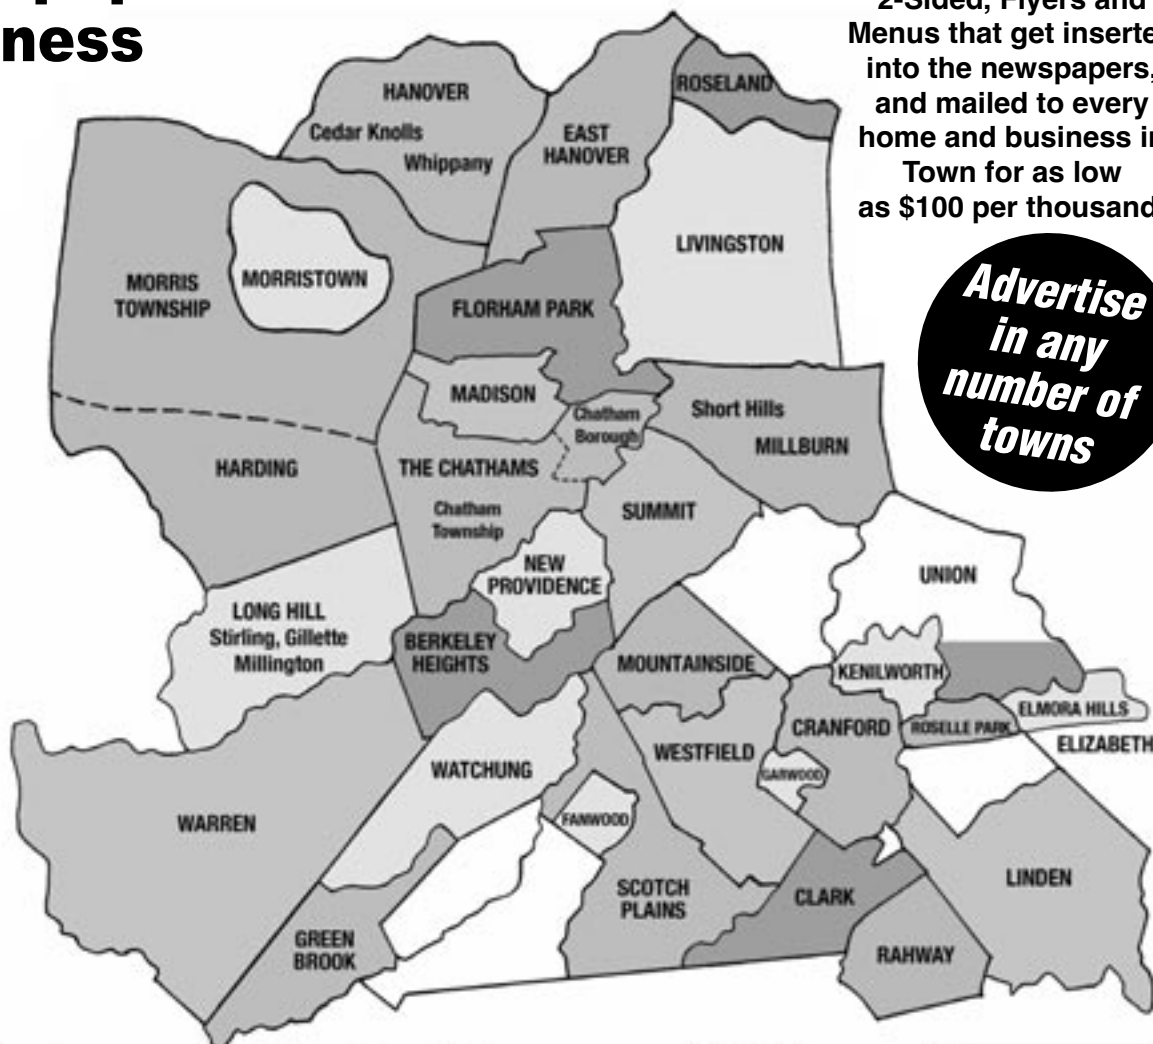 ness
2-Sided, Flyers and
Menus that get inserte
into the newspapers,
and mailed to every
home and business i
Town for as low
as $100 per thousand
Advertise
in any
number of
towns
HANOVER
Cedar Knolls
Whippany
EAST
HANOVER
ROSELAND
LIVINGSTON
MORRIS
TOWNSHIP
MORRISTOWN
FLORHAM PARK
MADISON
Chatham
Borough
Short Hills
MILLBURN
HARDING
THE CHATHAMS
Chatham
Township
SUMMIT
NEW
PROVIDENCE
UNION
LONG HILL
Stirling, Gillette
Millington
BERKELEY
HEIGHTS
MOUNTAINSIDE
KENILWORTH
ELMORA HILLS
ROSELLE PARK
ELIZABETH
CRANFORD
WESTFIELD
GARWOOD
WATCHUNG
WARREN
FANWOOD
SCOTCH
PLAINS
CLARK
LINDEN
GREEN
BROOK
RAHWAY